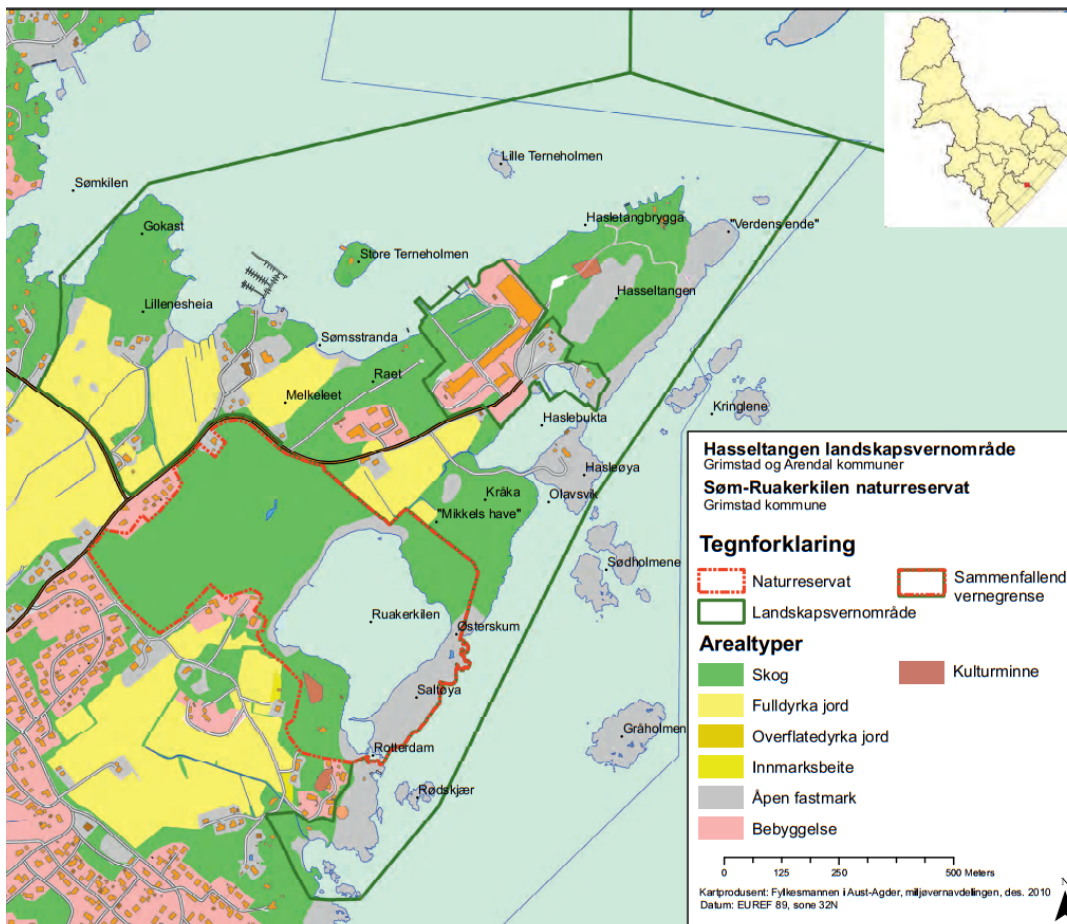 Lille Terneholmen
Sømkilen
Hasletangbrygga
"Verdens ende"
Gokast
Store Terneholmen
Hasseltangen
Lillenesheia
Sømsstranda
Raet
Melkeleet
Kringlene
Haslebukta
Hasløya
Kråka
Olavsvik
"Mikkels have"
Sødholmene
Ruakerkilen
Østerskum
Saltøya
Gråholmen
Rotterdam
Rødskjær
Hasseltangen landskapsvernområde
Grimstad og Arendal kommuner
Søm-Ruakerkilen naturreservat
Grimstad kommune
Tegnforklaring
Naturreservat
Landskapsvernområde
Sammenfallend
vernegrense
Arealtyper
Skog
Fulldyrka jord
Overflatedyrka jord
Innmarksbeite
Åpen fastmark
Bebyggelse
Kulturminne
0 125 250 500 Meters
Kartprodusent: Fylkesmannen i Aust-Agder, miljøvernavdelingen, des. 2010
Datum: EUREF 89, sone 32N
N